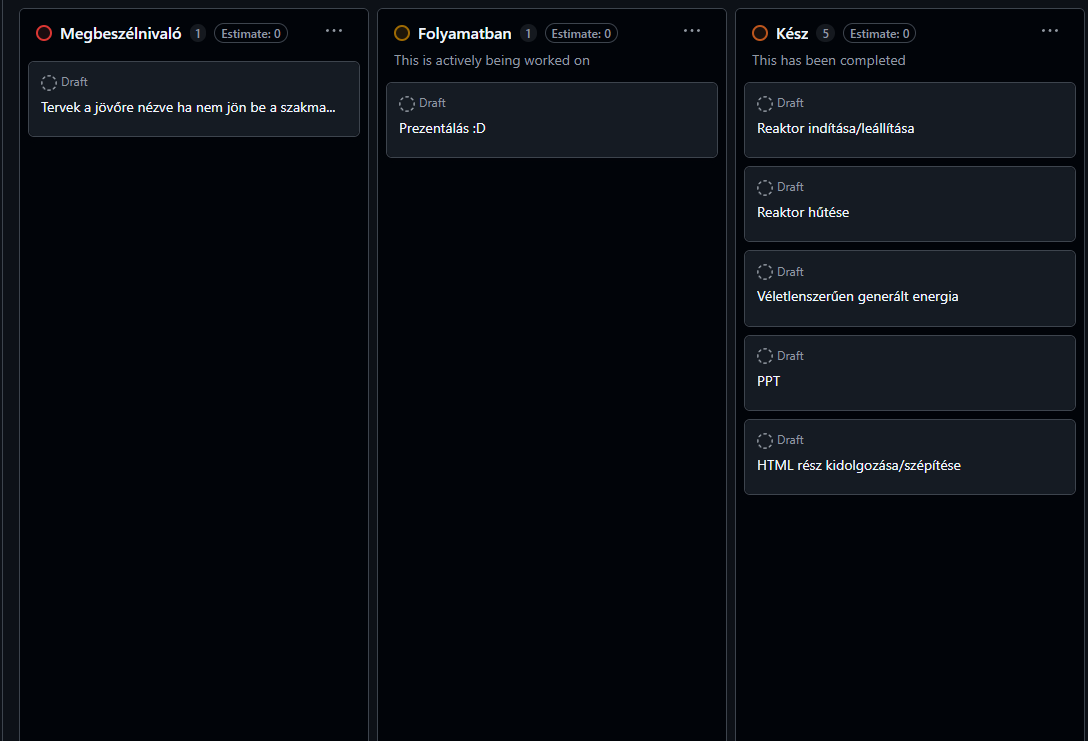 Megbeszélnivaló 1 Estimate: 0
Draft
Tervek a jövőre nézve ha nem jön be a szakma...
Folyamatban 1 Estimate: 0
This is actively being worked on
Draft
Prezentálás :D
Kész 5 Estimate: 0
This has been completed
Draft
Reaktor indítása/leállítása
Draft
Reaktor hűtése
Draft
Véletlenszerűen generált energia
Draft
PPT
Draft
HTML rész kidolgozása/szépítése